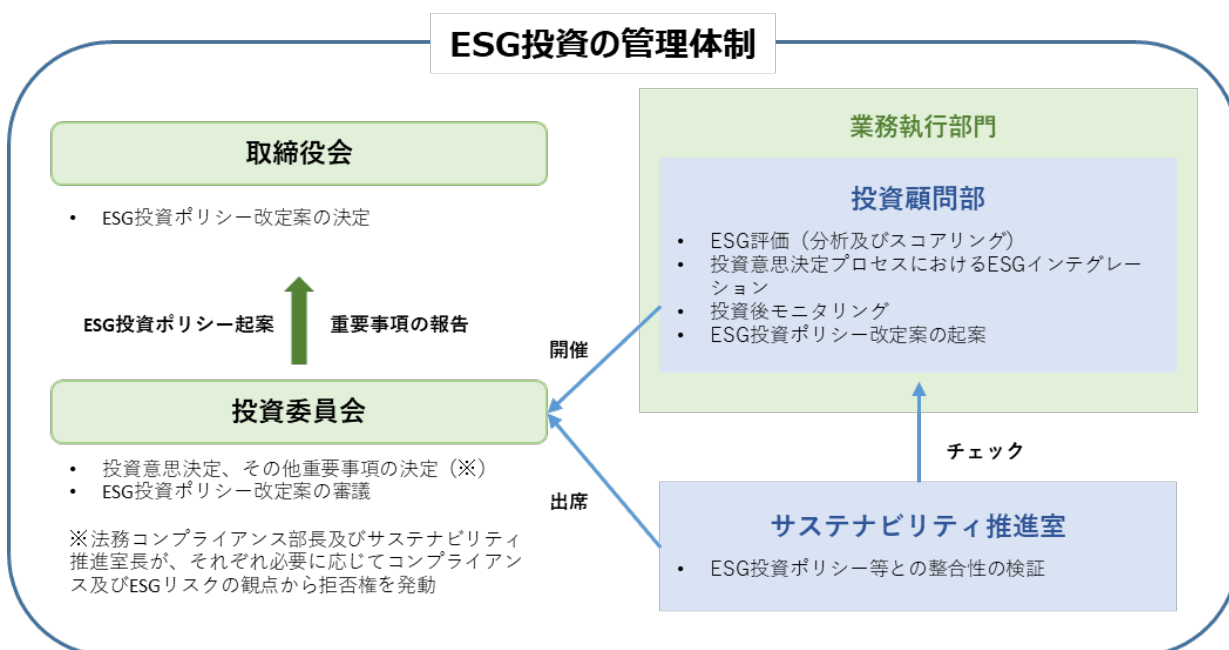 ESG投資の管理体制
取締役会
• ESG投資ポリシー改定案の決定
ESG投資ポリシー起案
重要事項の報告
投資委員会
• 投資意思決定、その他重要事項の決定（※）
• ESG投資ポリシー改定案の審議
※法務コンプライアンス部長及びサステナビリティ
推進室長が、それぞれ必要に応じてコンプライアン
ス及びESGリスクの観点から拒否権を発動
業務執行部門
投資顧問部
• ESG評価（分析及びスコアリング）
• 投資意思決定プロセスにおけるESGインテグレー
ション
• 投資後モニタリング
• ESG投資ポリシー改定案の起案
開催
出席
チェック
サステナビリティ推進室
• ESG投資ポリシー等との整合性の検証